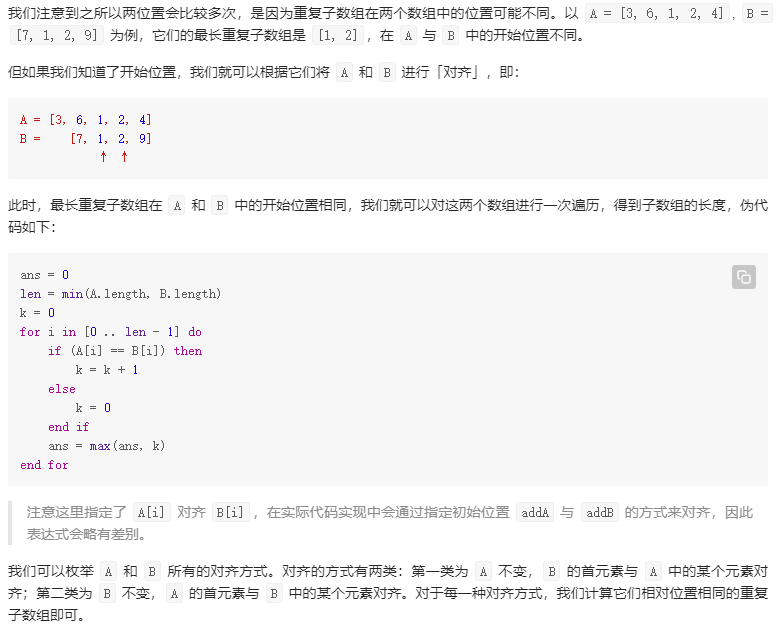 我们注意到之所以两位置会比较多次，是因为重复子数组在两个数组中的位置可能不同。以 A = [3, 6, 1, 2, 4] , B =
[7, 1, 2, 9] 为例，它们的最长重复子数组是 [1, 2] ，在 A 与 B 中的开始位置不同。
但如果我们知道了开始位置，我们就可以根据它们将 A 和 B 进行「对齐」，即：
A = [3, 6, 1, 2, 4]
B =    [7, 1, 2, 9]
↑  ↑
此时，最长重复子数组在 A 和 B 中的开始位置相同，我们就可以对这两个数组进行一次遍历，得到子数组的长度，伪代
码如下：
ans = 0
len = min(A.length, B.length)
k = 0
for i in [0 .. len - 1] do
    if (A[i] == B[i]) then
        k = k + 1
    else
        k = 0
    end if
    ans = max(ans, k)
end for
注意这里指定了 A[i] 对齐 B[i] ，在实际代码实现中会通过指定初始位置 addA 与 addB 的方式来对齐，因此
表达式会略有差别。
我们可以枚举 A 和 B 所有的对齐方式。对齐的方式有两类：第一类为 A 不变， B 的首元素与 A 中的某个元素对
齐；第二类为 B 不变， A 的首元素与 B 中的某个元素对齐。对于每一种对齐方式，我们计算它们相对位置相同的重复
子数组即可。